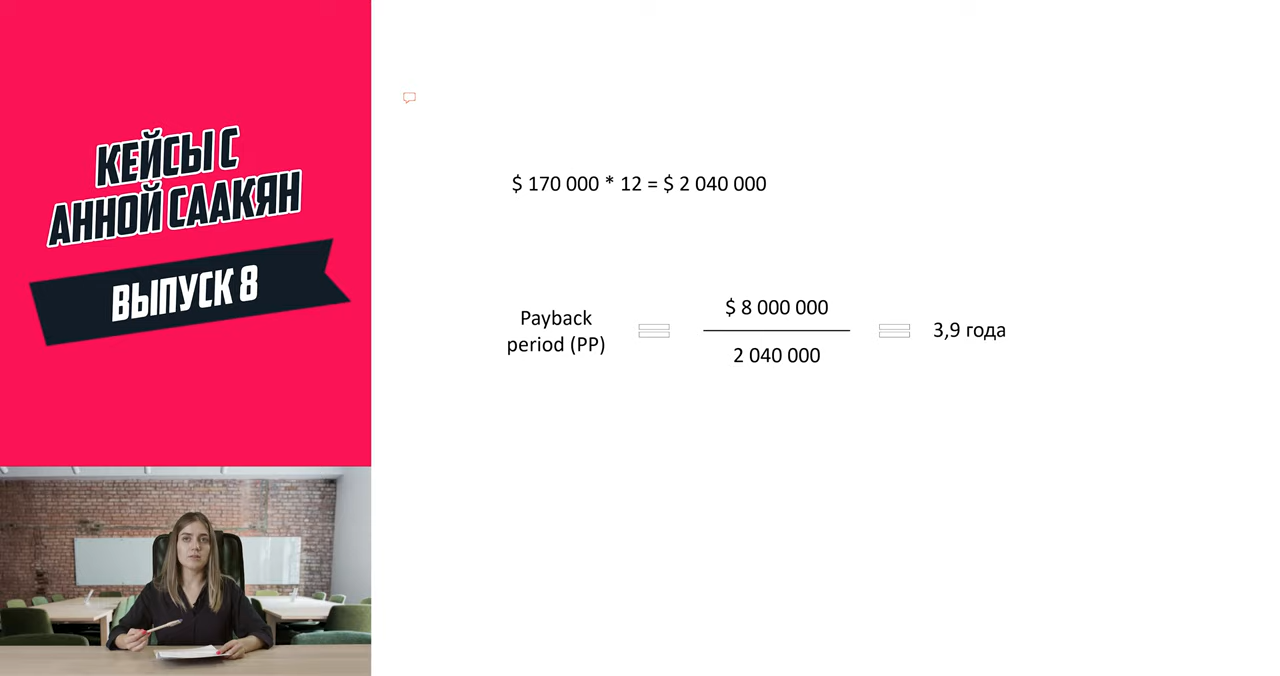 КЕЙСЫ С
АННОЙ СААКЯН
ВЫПУСК 8
$ 170 000 * 12 = $ 2 040 000
Payback
period (PP)
$ 8 000 000
2 040 000
3,9 года